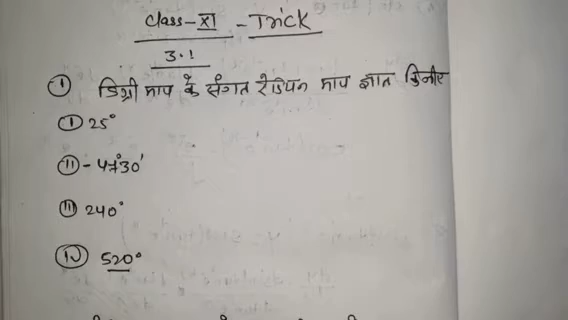 Class-XI - Trick
3.1
① डिग्री माप के संगत रेडियन माप ज्ञात किजीए
Ⓘ 25°
Ⓘⓘ - 47°30'
Ⓘⓘⓘ 240°
ⒾⓋ 520°